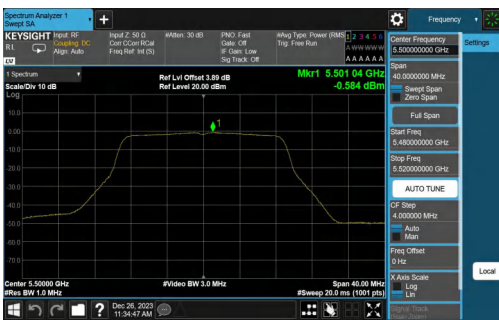 Spectrum Analyzer 1
Swept SA
Frequency
KEYSIGHT
RL
Input: RF
Coupling: DC
Align: Auto
Input Z: 50 Ω
Corr CCorr RCal
Freq Ref: Int (S)
#Atten: 30 dB
PNO: Fast
Gate: Off
IF Gain: Low
Sig Track: Off
#Avg Type: Power (RMS
Trig: Free Run
1 2 3 4 5 6
A W W W W W
A A A A A A
LV
Center Frequency
5.500000000 GHz
Settings
1 Spectrum
Scale/Div 10 dB
Log
Ref Lvl Offset 3.89 dB
Ref Level 20.00 dBm
Mkr1 5.501 04 GHz
-0.584 dBm
Span
40.0000000 MHz
Swept Span
Zero Span
Full Span
Start Freq
5.480000000 GHz
Stop Freq
5.520000000 GHz
AUTO TUNE
CF Step
4.000000 MHz
Auto
Man
Freq Offset
0 Hz
X Axis Scale
Log
Lin
Signal Track
Local
10.0
0.00
-10.0
-20.0
-30.0
-40.0
-50.0
-60.0
-70.0
1
Center 5.50000 GHz
#Res BW 1.0 MHz
#Video BW 3.0 MHz
Span 40.00 MHz
#Sweep 20.0 ms (1001 pts)
?
Dec 26, 2023
11:34:47 AM